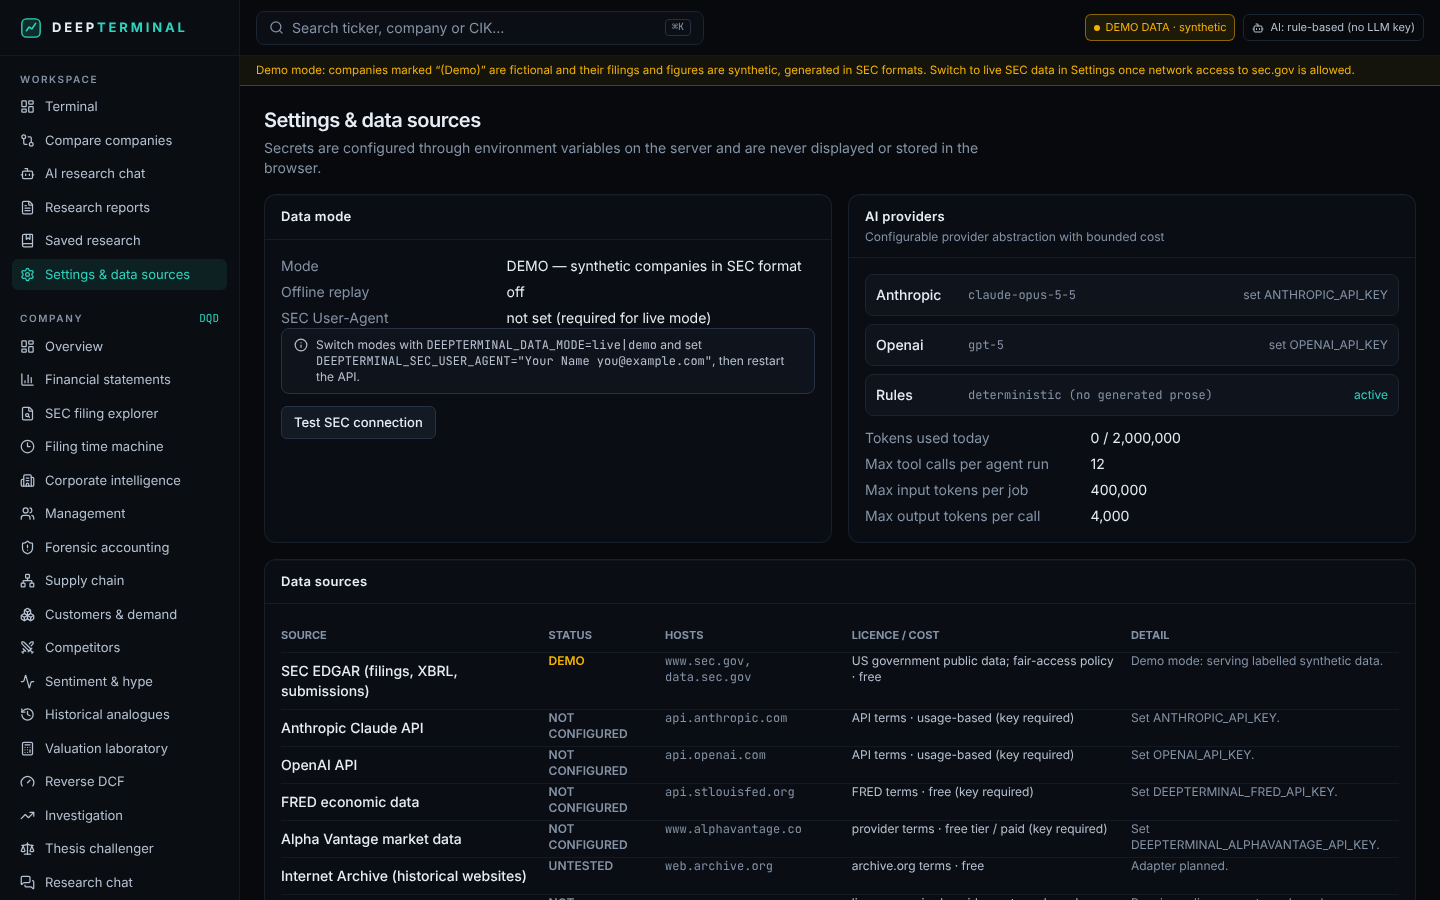 DEEPTERMINAL
Search ticker, company or CIK...
⌘K
DEMO DATA · synthetic
AI: rule-based (no LLM key)
Demo mode: companies marked “(Demo)” are fictional and their filings and figures are synthetic, generated in SEC formats. Switch to live SEC data in Settings once network access to sec.gov is allowed.
WORKSPACE
Terminal
Compare companies
AI research chat
Research reports
Saved research
Settings & data sources
COMPANY
DQD
Overview
Financial statements
SEC filing explorer
Filing time machine
Corporate intelligence
Management
Forensic accounting
Supply chain
Customers & demand
Competitors
Sentiment & hype
Historical analogues
Valuation laboratory
Reverse DCF
Investigation
Thesis challenger
Research chat
Settings & data sources
Secrets are configured through environment variables on the server and are never displayed or stored in the
browser.
Data mode
Mode
DEMO — synthetic companies in SEC format
Offline replay
off
SEC User-Agent
not set (required for live mode)
Switch modes with DEEPTERMINAL_DATA_MODE=live|demo and set
DEEPTERMINAL_SEC_USER_AGENT="Your Name you@example.com", then restart
the API.
Test SEC connection
AI providers
Configurable provider abstraction with bounded cost
Anthropic
claude-opus-5-5
set ANTHROPIC_API_KEY
Openai
gpt-5
set OPENAI_API_KEY
Rules
deterministic (no generated prose)
active
Tokens used today
0 / 2,000,000
Max tool calls per agent run
12
Max input tokens per job
400,000
Max output tokens per call
4,000
Data sources
SOURCE
STATUS
HOSTS
LICENCE / COST
DETAIL
SEC EDGAR (filings, XBRL,
submissions)
DEMO
www.sec.gov,
data.sec.gov
US government public data; fair-access policy
· free
Demo mode: serving labelled synthetic data.
Anthropic Claude API
NOT
CONFIGURED
api.anthropic.com
API terms · usage-based (key required)
Set ANTHROPIC_API_KEY.
OpenAI API
NOT
CONFIGURED
api.openai.com
API terms · usage-based (key required)
Set OPENAI_API_KEY.
FRED economic data
NOT
CONFIGURED
api.stlouisfed.org
FRED terms · free (key required)
Set DEEPTERMINAL_FRED_API_KEY.
Alpha Vantage market data
NOT
CONFIGURED
www.alphavantage.co
provider terms · free tier / paid (key required)
Set
DEEPTERMINAL_ALPHAVANTAGE_API_KEY.
Internet Archive (historical websites)
UNTESTED
web.archive.org
archive.org terms · free
Adapter planned.